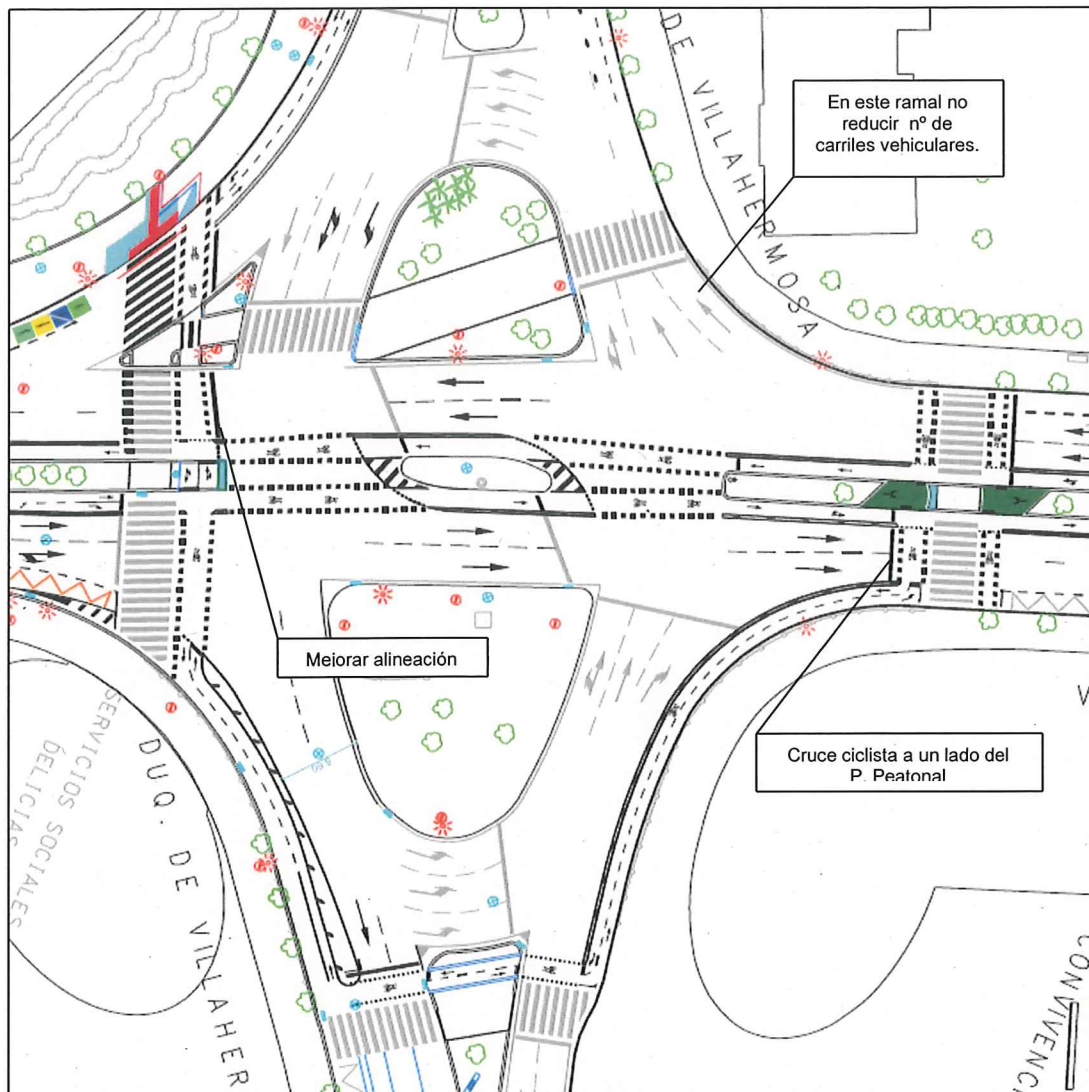 DE VILLAHERMOSA
En este ramal no
reducir nº de
carriles vehiculares.
Mejorar alineación
Cruce ciclista a un lado del
P. Peatonal
SERVICIOS SOCIALES
DELICIAS
DUQ. DE VILLAHER
V
CONVIVENC